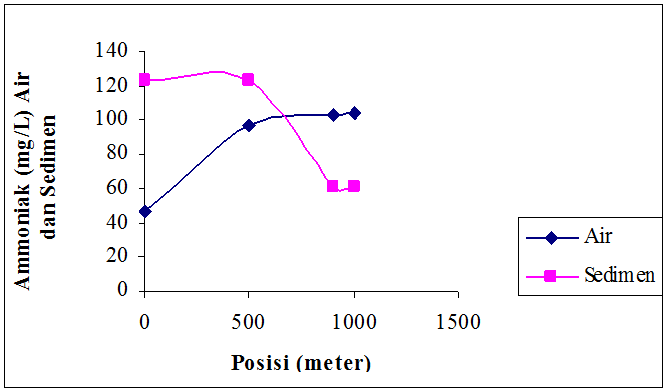 Ammoniak (mg/L) Air
dan Sedimen
140
120
100
80
60
40
20
0
0 500 1000 1500
Posisi (meter)
Air
Sedimen